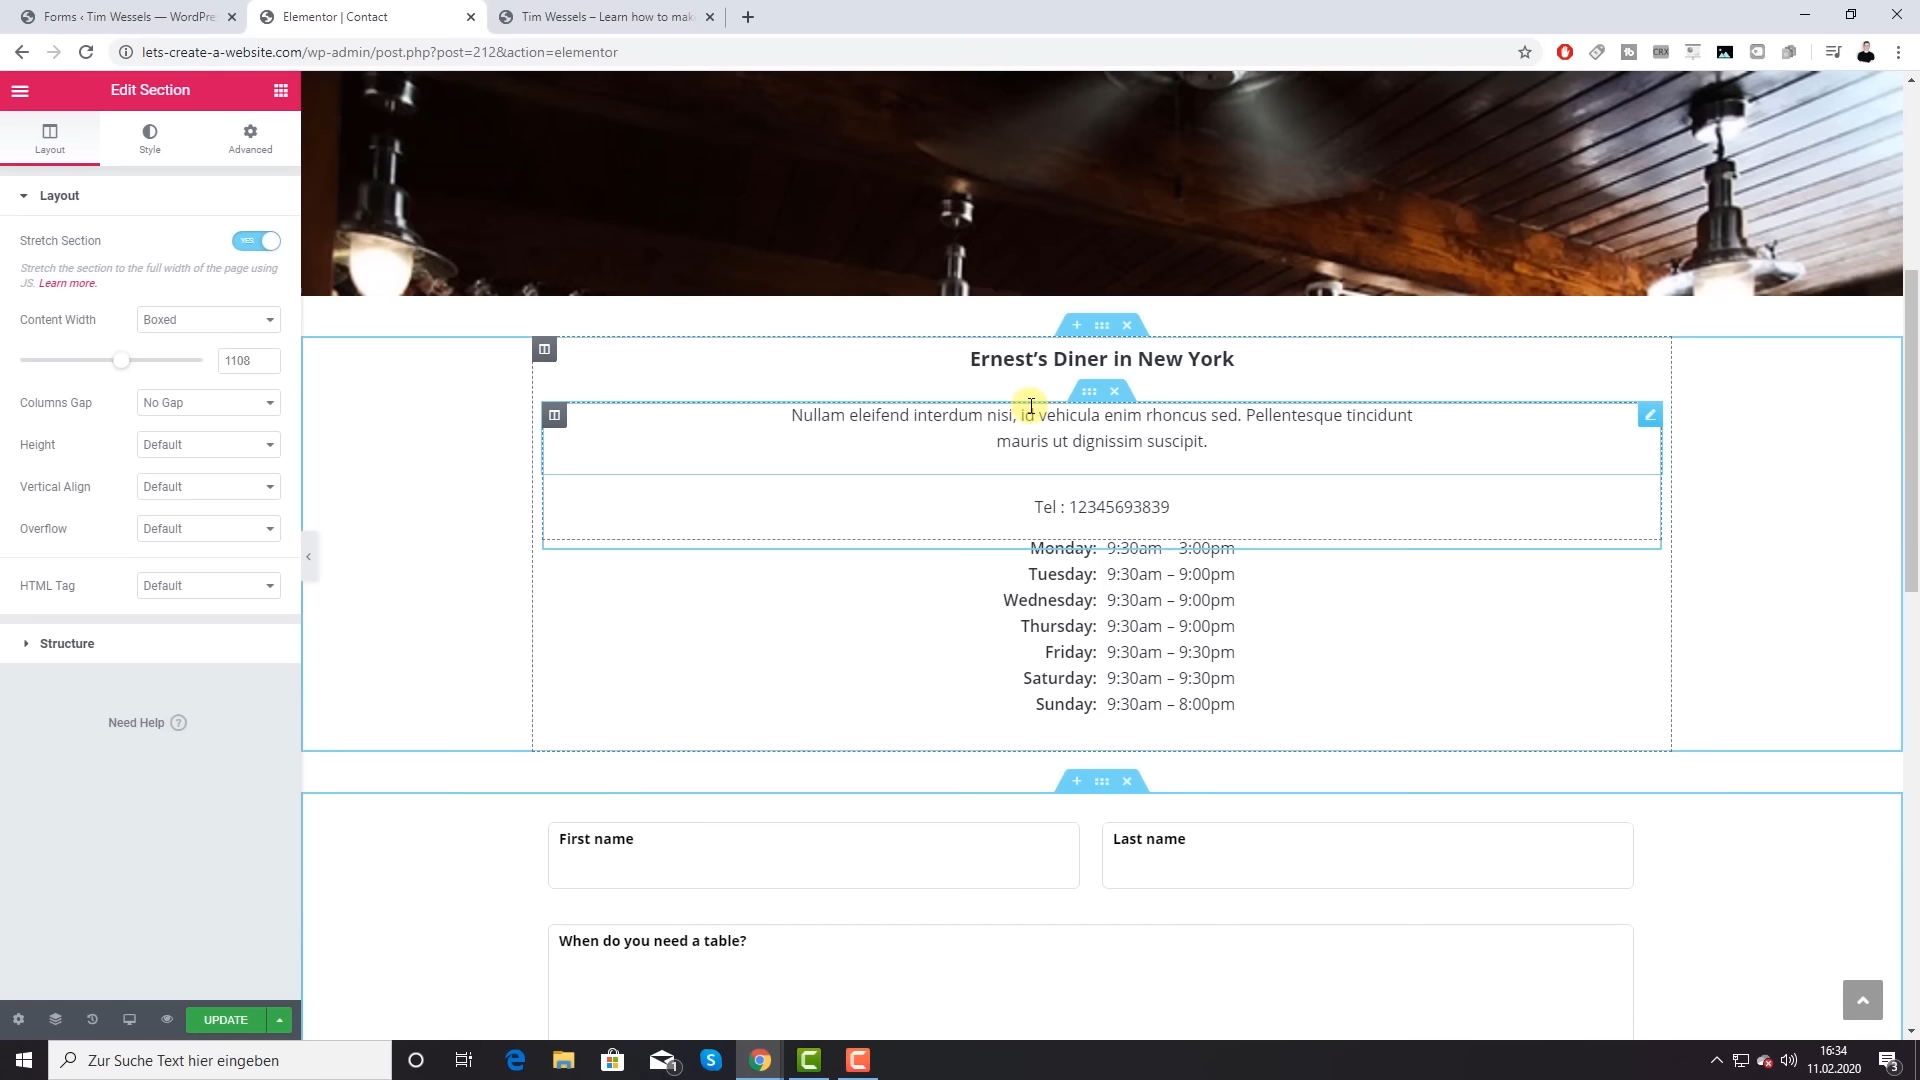 Forms ‹ Tim Wessels — WordPre
Elementor | Contact
Tim Wessels – Learn how to mak
lets-create-a-website.com/wp-admin/post.php?post=212&action=elementor
Edit Section
Layout
Style
Advanced
Layout
Stretch Section
YES
Stretch the section to the full width of the page using
JS. Learn more.
Content Width
Boxed
1108
Columns Gap
No Gap
Height
Default
Vertical Align
Default
Overflow
Default
HTML Tag
Default
Structure
Need Help
UPDATE
Ernest’s Diner in New York
Nullam eleifend interdum nisi, id vehicula enim rhoncus sed. Pellentesque tincidunt
mauris ut dignissim suscipit.
Tel : 12345693839
Monday: 9:30am – 3:00pm
Tuesday: 9:30am – 9:00pm
Wednesday: 9:30am – 9:00pm
Thursday: 9:30am – 9:00pm
Friday: 9:30am – 9:30pm
Saturday: 9:30am – 9:30pm
Sunday: 9:30am – 8:00pm
First name
Last name
When do you need a table?
Zur Suche Text hier eingeben
16:34
11.02.2020